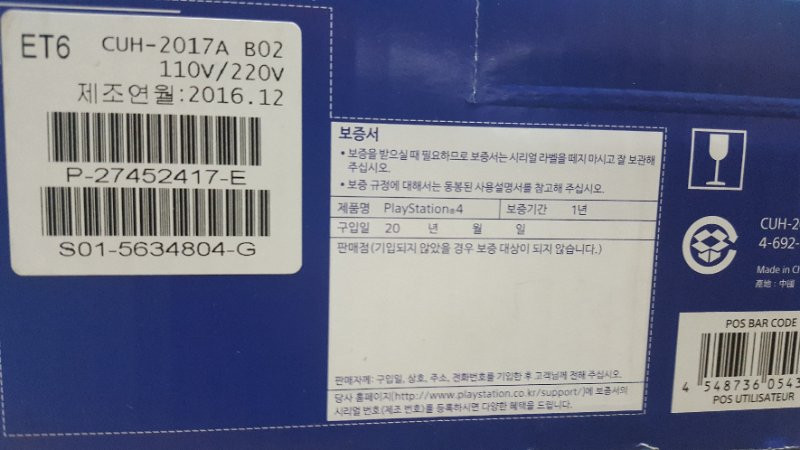 ET6 CUH-2017A B02
110V/220V
제조연월:2016.12
P-27452417-E
S01-5634804-G
보증서
• 보증을 받으실 때 필요하므로 보증서는 시리얼 라벨을 떼지 마시고 잘 보관해
주십시오.
• 보증 규정에 대해서는 동봉된 사용설명서를 참고해 주십시오.
제품명 PlayStation®4 보증기간 1년
구입일 20 년 월 일
판매점(기입되지 않았을 경우 보증 대상이 되지 않습니다.)
판매자께: 구입일, 상호, 주소, 전화번호를 기입한 후 고객님께 전해 주십시오.
당사 홈페이지(http://www.playstation.co.kr/support/)에 보증서의
시리얼 번호(제조 번호)를 등록하시면 다양한 혜택을 드립니다.
CUH-20
4-692-
Made in Ch
產地：中國
POS BAR CODE
4 548736 0543
POS UTILISATEUR